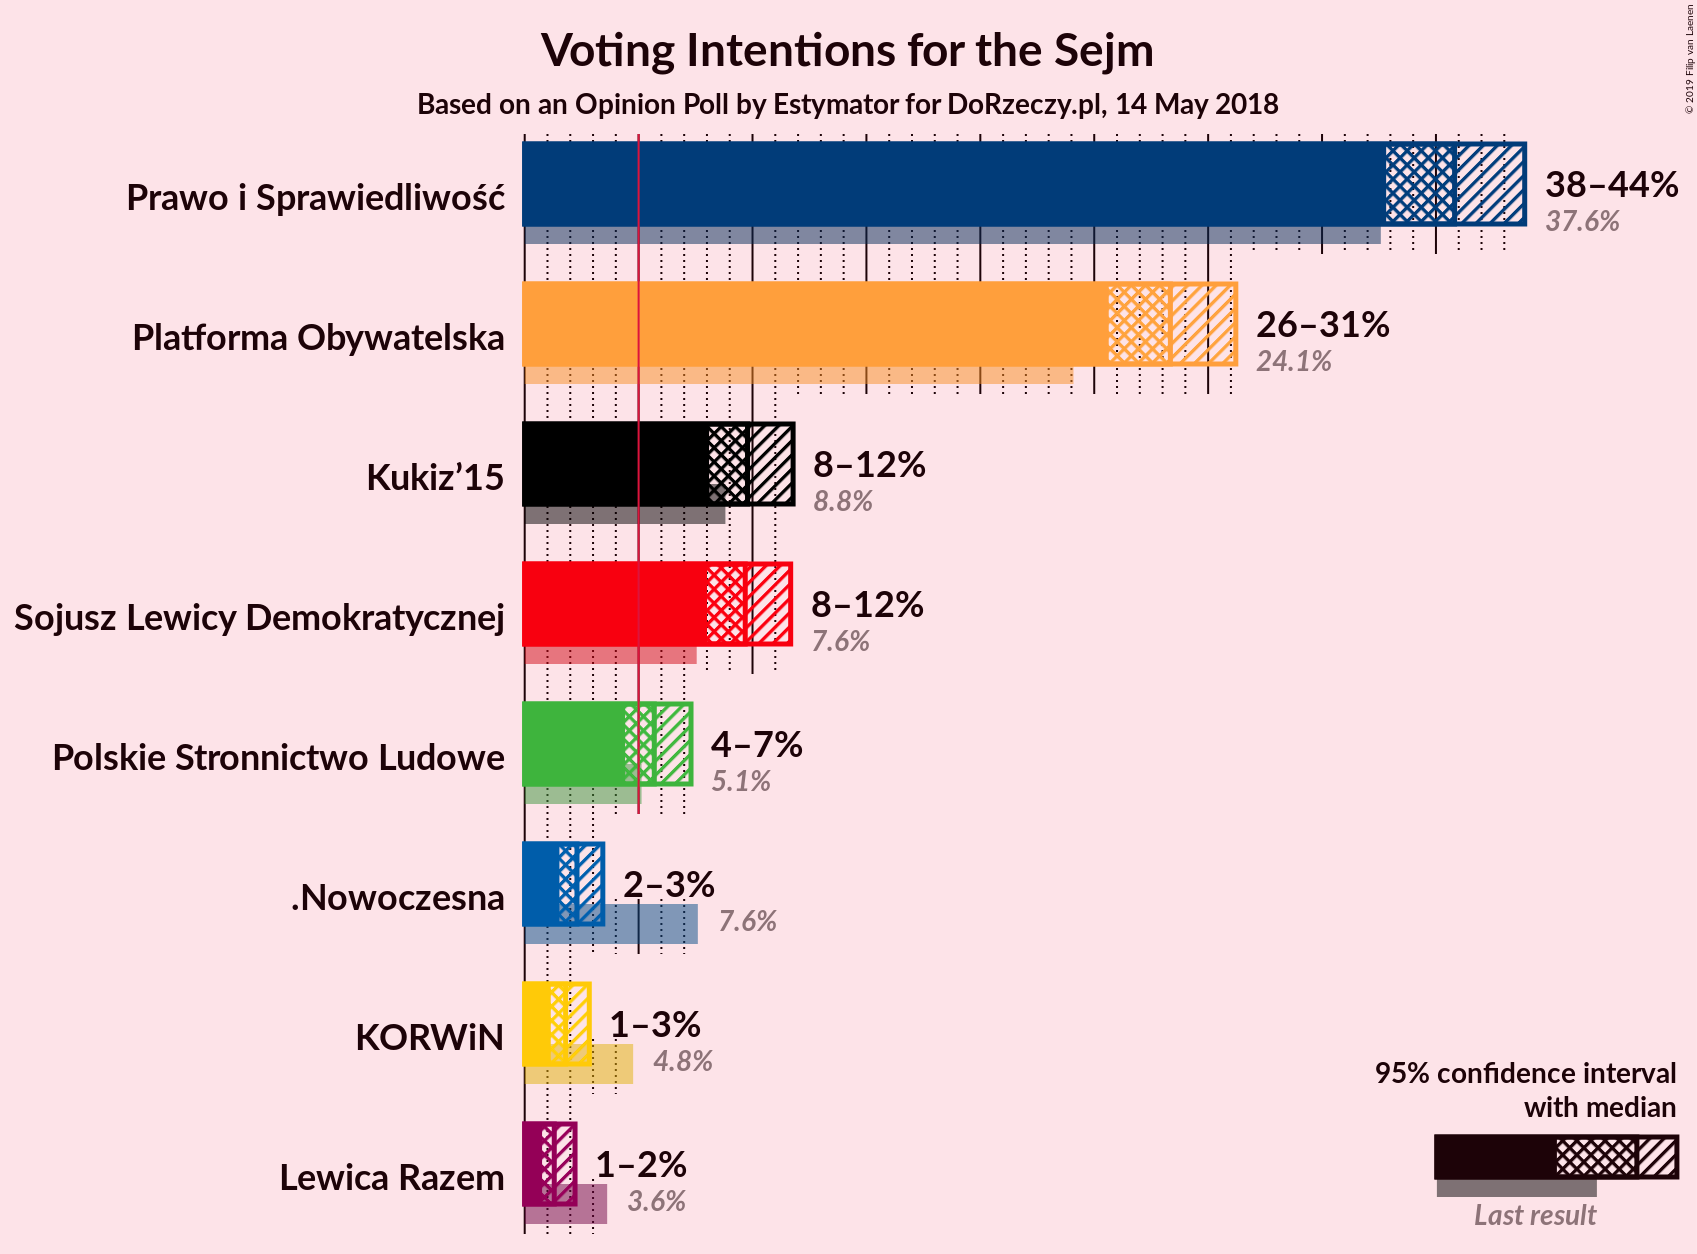 Voting Intentions for the Sejm
Based on an Opinion Poll by Estymator for DoRzeczy.pl, 14 May 2018
© 2019 Filip van Laenen
Prawo i Sprawiedliwość
38–44%
37.6%
Platforma Obywatelska
26–31%
24.1%
Kukiz’15
8–12%
8.8%
Sojusz Lewicy Demokratycznej
8–12%
7.6%
Polskie Stronnictwo Ludowe
4–7%
5.1%
.Nowoczesna
2–3%
7.6%
KORWiN
1–3%
4.8%
Lewica Razem
1–2%
3.6%
95% confidence interval
with median
Last result